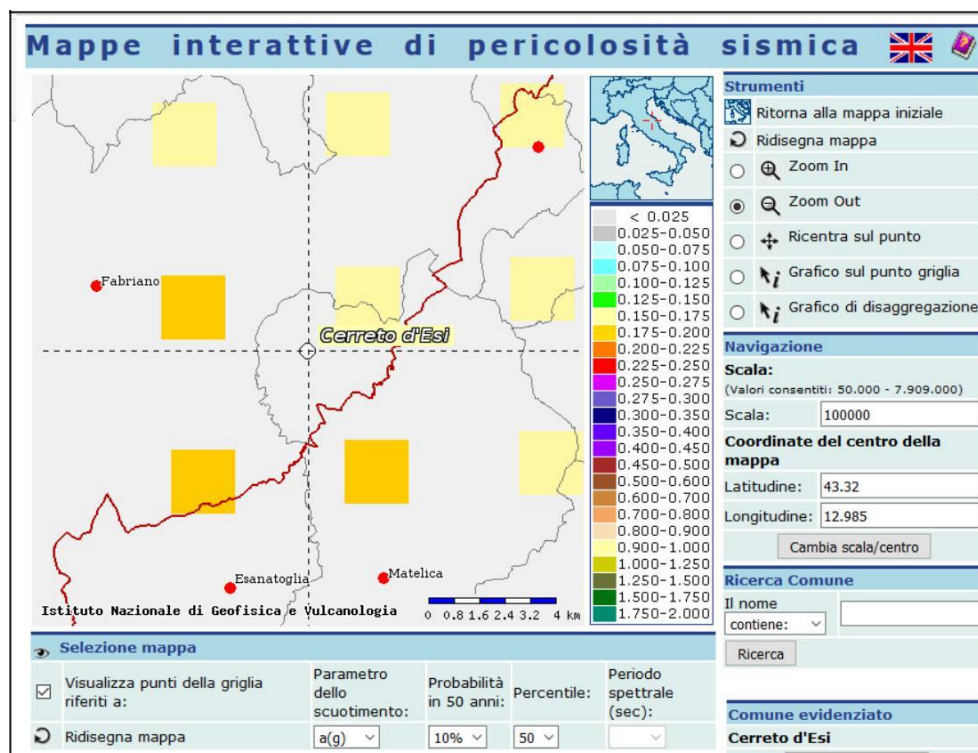 Mappe interattive di pericolosità sismica
Fabriano
Cerreto d'Esi
Esanatoglia
Matelica
Istituto Nazionale di Geofisica e Vulcanologia
0 0.8 1.6 2.4 3.2 4 km
< 0.025
0.025-0.050
0.050-0.075
0.075-0.100
0.100-0.125
0.125-0.150
0.150-0.175
0.175-0.200
0.200-0.225
0.225-0.250
0.250-0.275
0.275-0.300
0.300-0.350
0.350-0.400
0.400-0.450
0.450-0.500
0.500-0.600
0.600-0.700
0.700-0.800
0.800-0.900
0.900-1.000
1.000-1.250
1.250-1.500
1.500-1.750
1.750-2.000
Strumenti
Ritorna alla mappa iniziale
Ridisegna mappa
Zoom In
Zoom Out
Ricentra sul punto
Grafico sul punto griglia
Grafico di disaggregazione
Navigazione
Scala:
(Valori consentiti: 50.000 - 7.909.000)
Scala: 100000
Coordinate del centro della
mappa
Latitudine: 43.32
Longitudine: 12.985
Cambia scala/centro
Ricerca Comune
Il nome
contiene:
Ricerca
Comune evidenziato
Cerreto d'Esi
Selezione mappa
Visualizza punti della griglia
riferiti a:
Parametro
dello
scuotimento:
Probabilità
in 50 anni:
Percentile:
Periodo
spettrale
(sec):
Ridisegna mappa
a(g)
10%
50